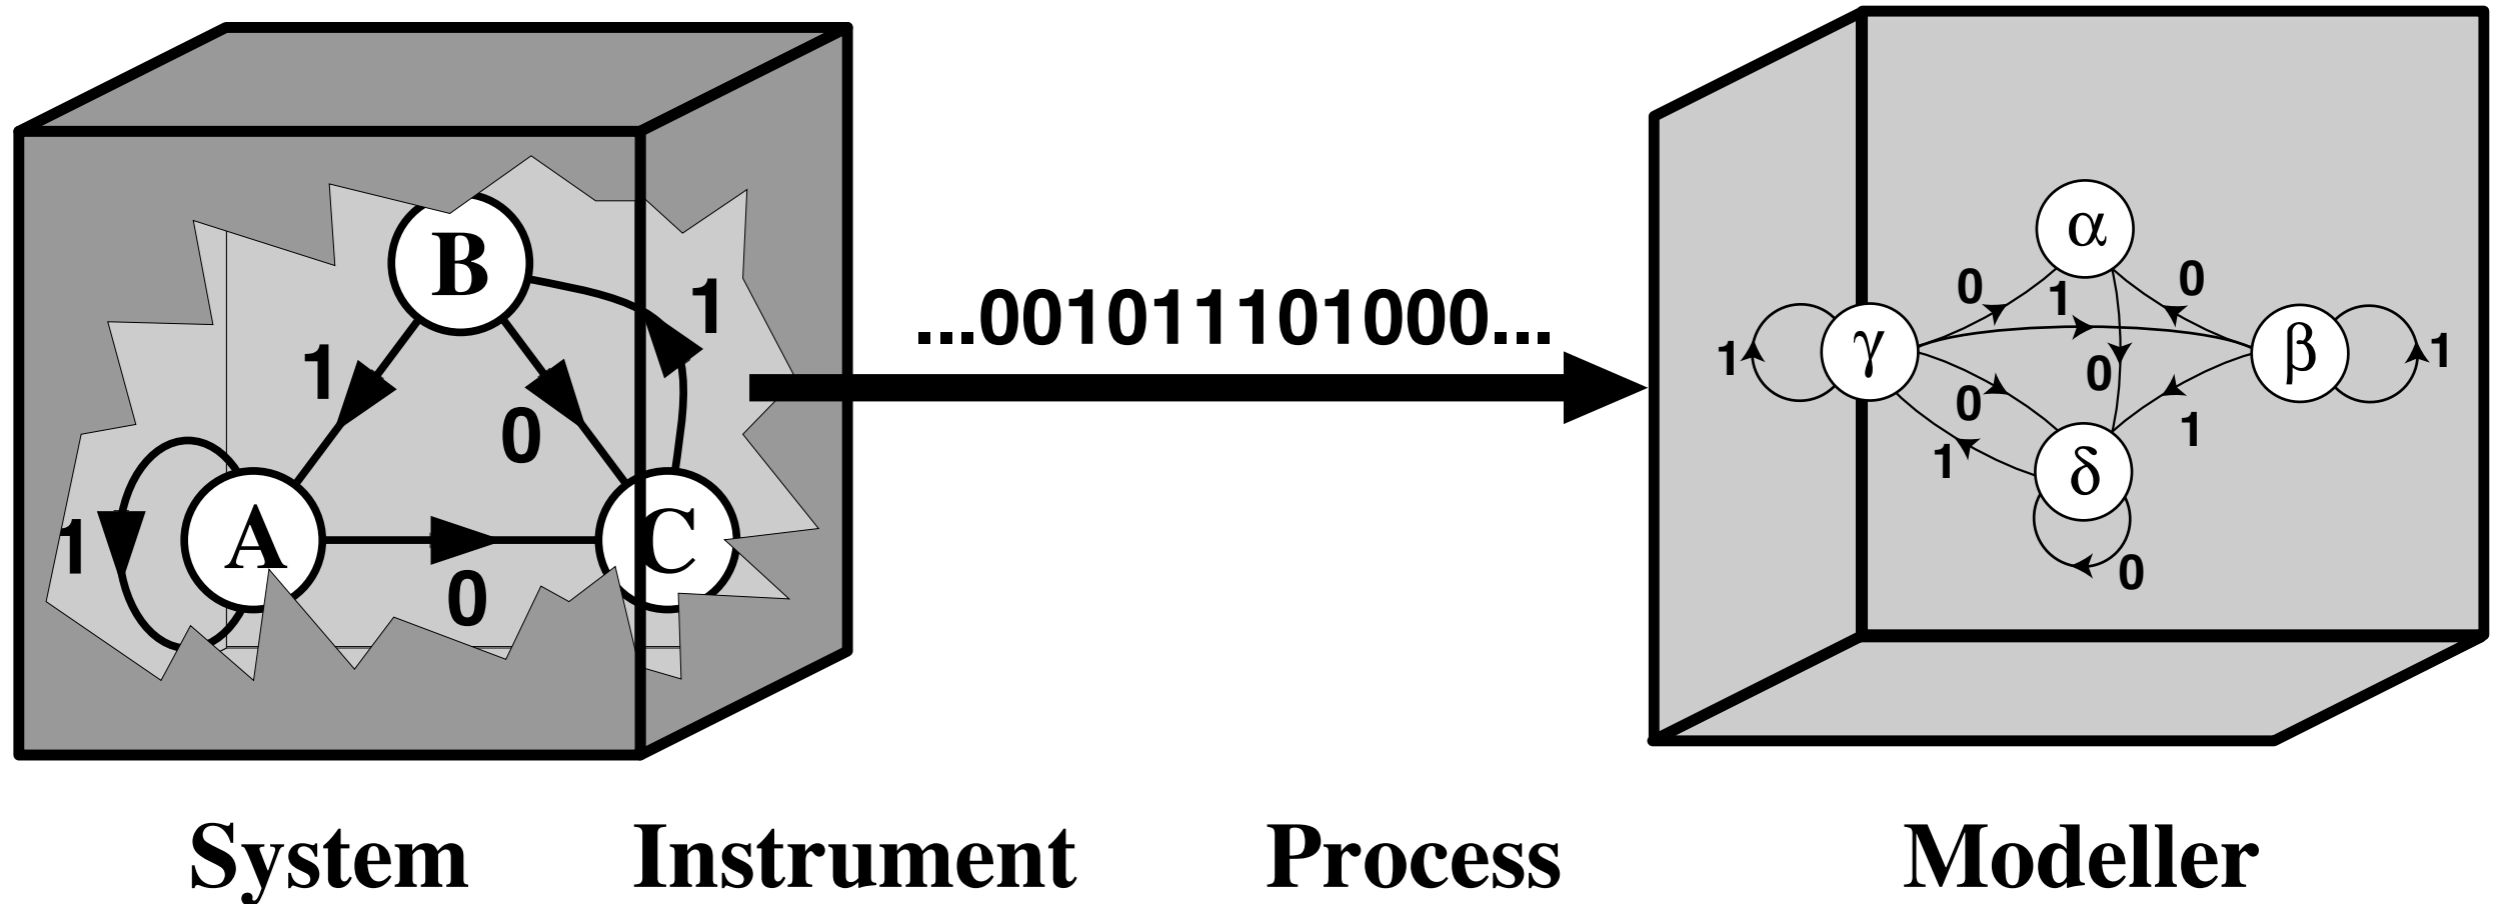 B
1
1
0
A
1
0
C
...001011101000...
α
0
0
1
γ
1
β
1
0
0
1
1
δ
0
System Instrument Process Modeller